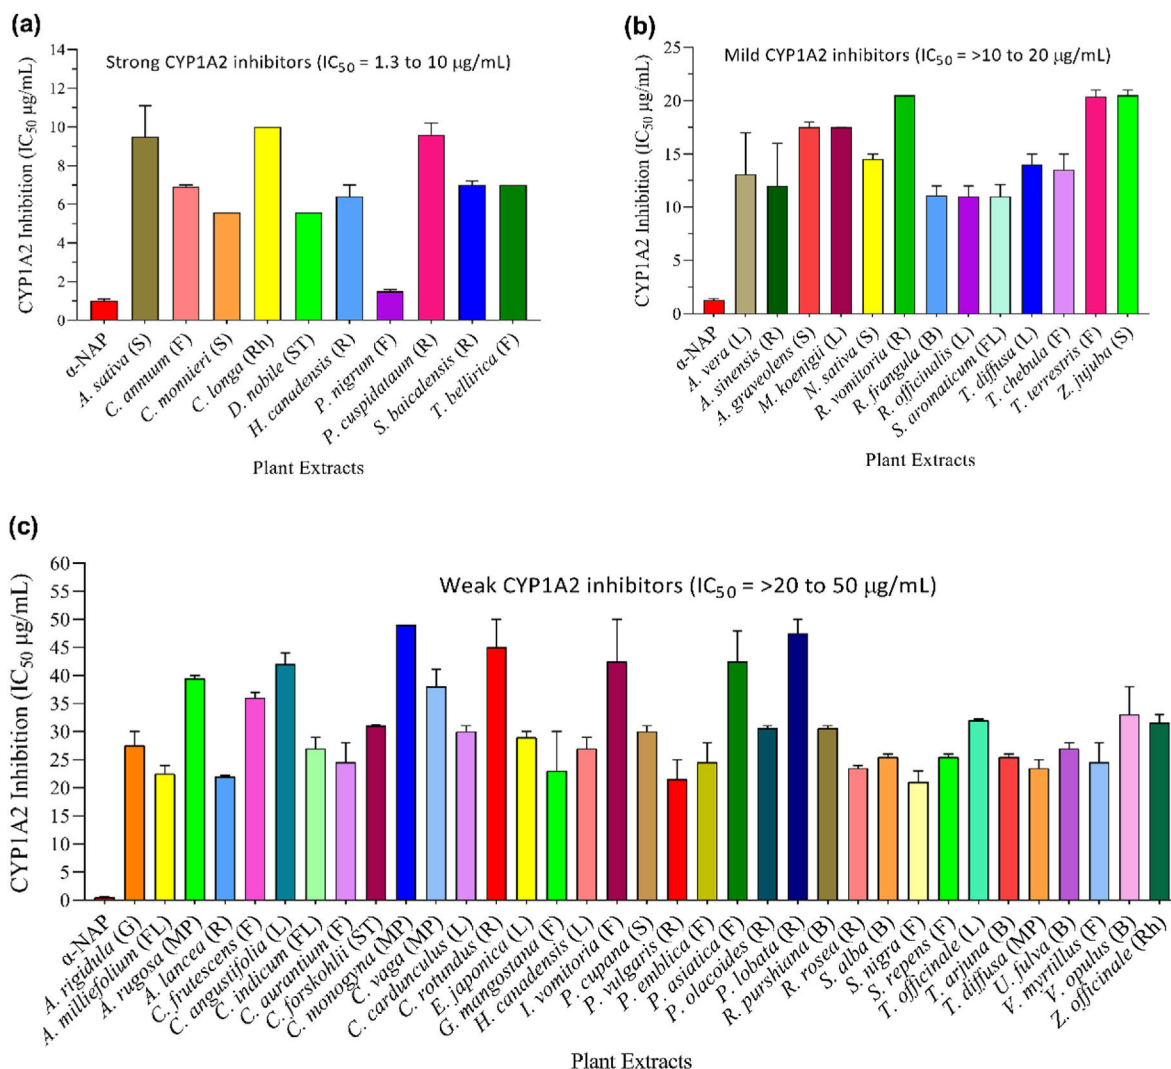 (a)
Strong CYP1A2 inhibitors (IC50 = 1.3 to 10 μg/mL)
CYP1A2 Inhibition (IC50 μg/mL)
14
12
10
8
6
4
2
0
α-NAP
A. sativa (S)
C. annuum (F)
C. monnieri (S)
C. longa (Rh)
D. nobile (ST)
H. canadensis (R)
P. nigrum (F)
P. cuspidataun (R)
S. baicalensis (R)
T. bellirica (F)
Plant Extracts
(b)
Mild CYP1A2 inhibitors (IC50 = >10 to 20 μg/mL)
CYP1A2 Inhibition (IC50 μg/mL)
25
20
15
10
5
0
α-NAP
A. vera (L)
A. sinensis (R)
A. graveolens (S)
M. koenigii (L)
N. sativa (S)
R. vomitoria (R)
R. frangula (B)
R. officinalis (L)
S. aromaticum (FL)
T. diffusa (L)
T. chebula (F)
T. terrestris (F)
Z. jujuba (S)
Plant Extracts
(c)
Weak CYP1A2 inhibitors (IC50 = >20 to 50 μg/mL)
CYP1A2 Inhibition (IC50 μg/mL)
60
55
50
45
40
35
30
25
20
15
10
5
0
α-NAP
A. rigidula (G)
A. milliefolium (FL)
A. rugosa (MP)
A. lancea (R)
C. frutescens (F)
C. angustifolia (L)
C. indicum (FL)
C. aurantium (F)
C. forskohlii (ST)
C. monogyna (MP)
C. vaga (MP)
C. cardunculus (L)
C. rotundus (R)
E. japonica (L)
G. mangostana (F)
H. canadensis (L)
I. vomitoria (F)
P. cupana (S)
P. vulgaris (R)
P. emblica (F)
P. asiatica (F)
P. olacoides (R)
P. lobata (R)
R. purshiana (B)
R. rosea (R)
S. alba (B)
S. nigra (F)
S. repens (F)
T. officinale (L)
T. arjuna (B)
T. diffusa (MP)
U. fulva (B)
V. myrtillus (F)
V. opulus (B)
Z. officinale (Rh)
Plant Extracts